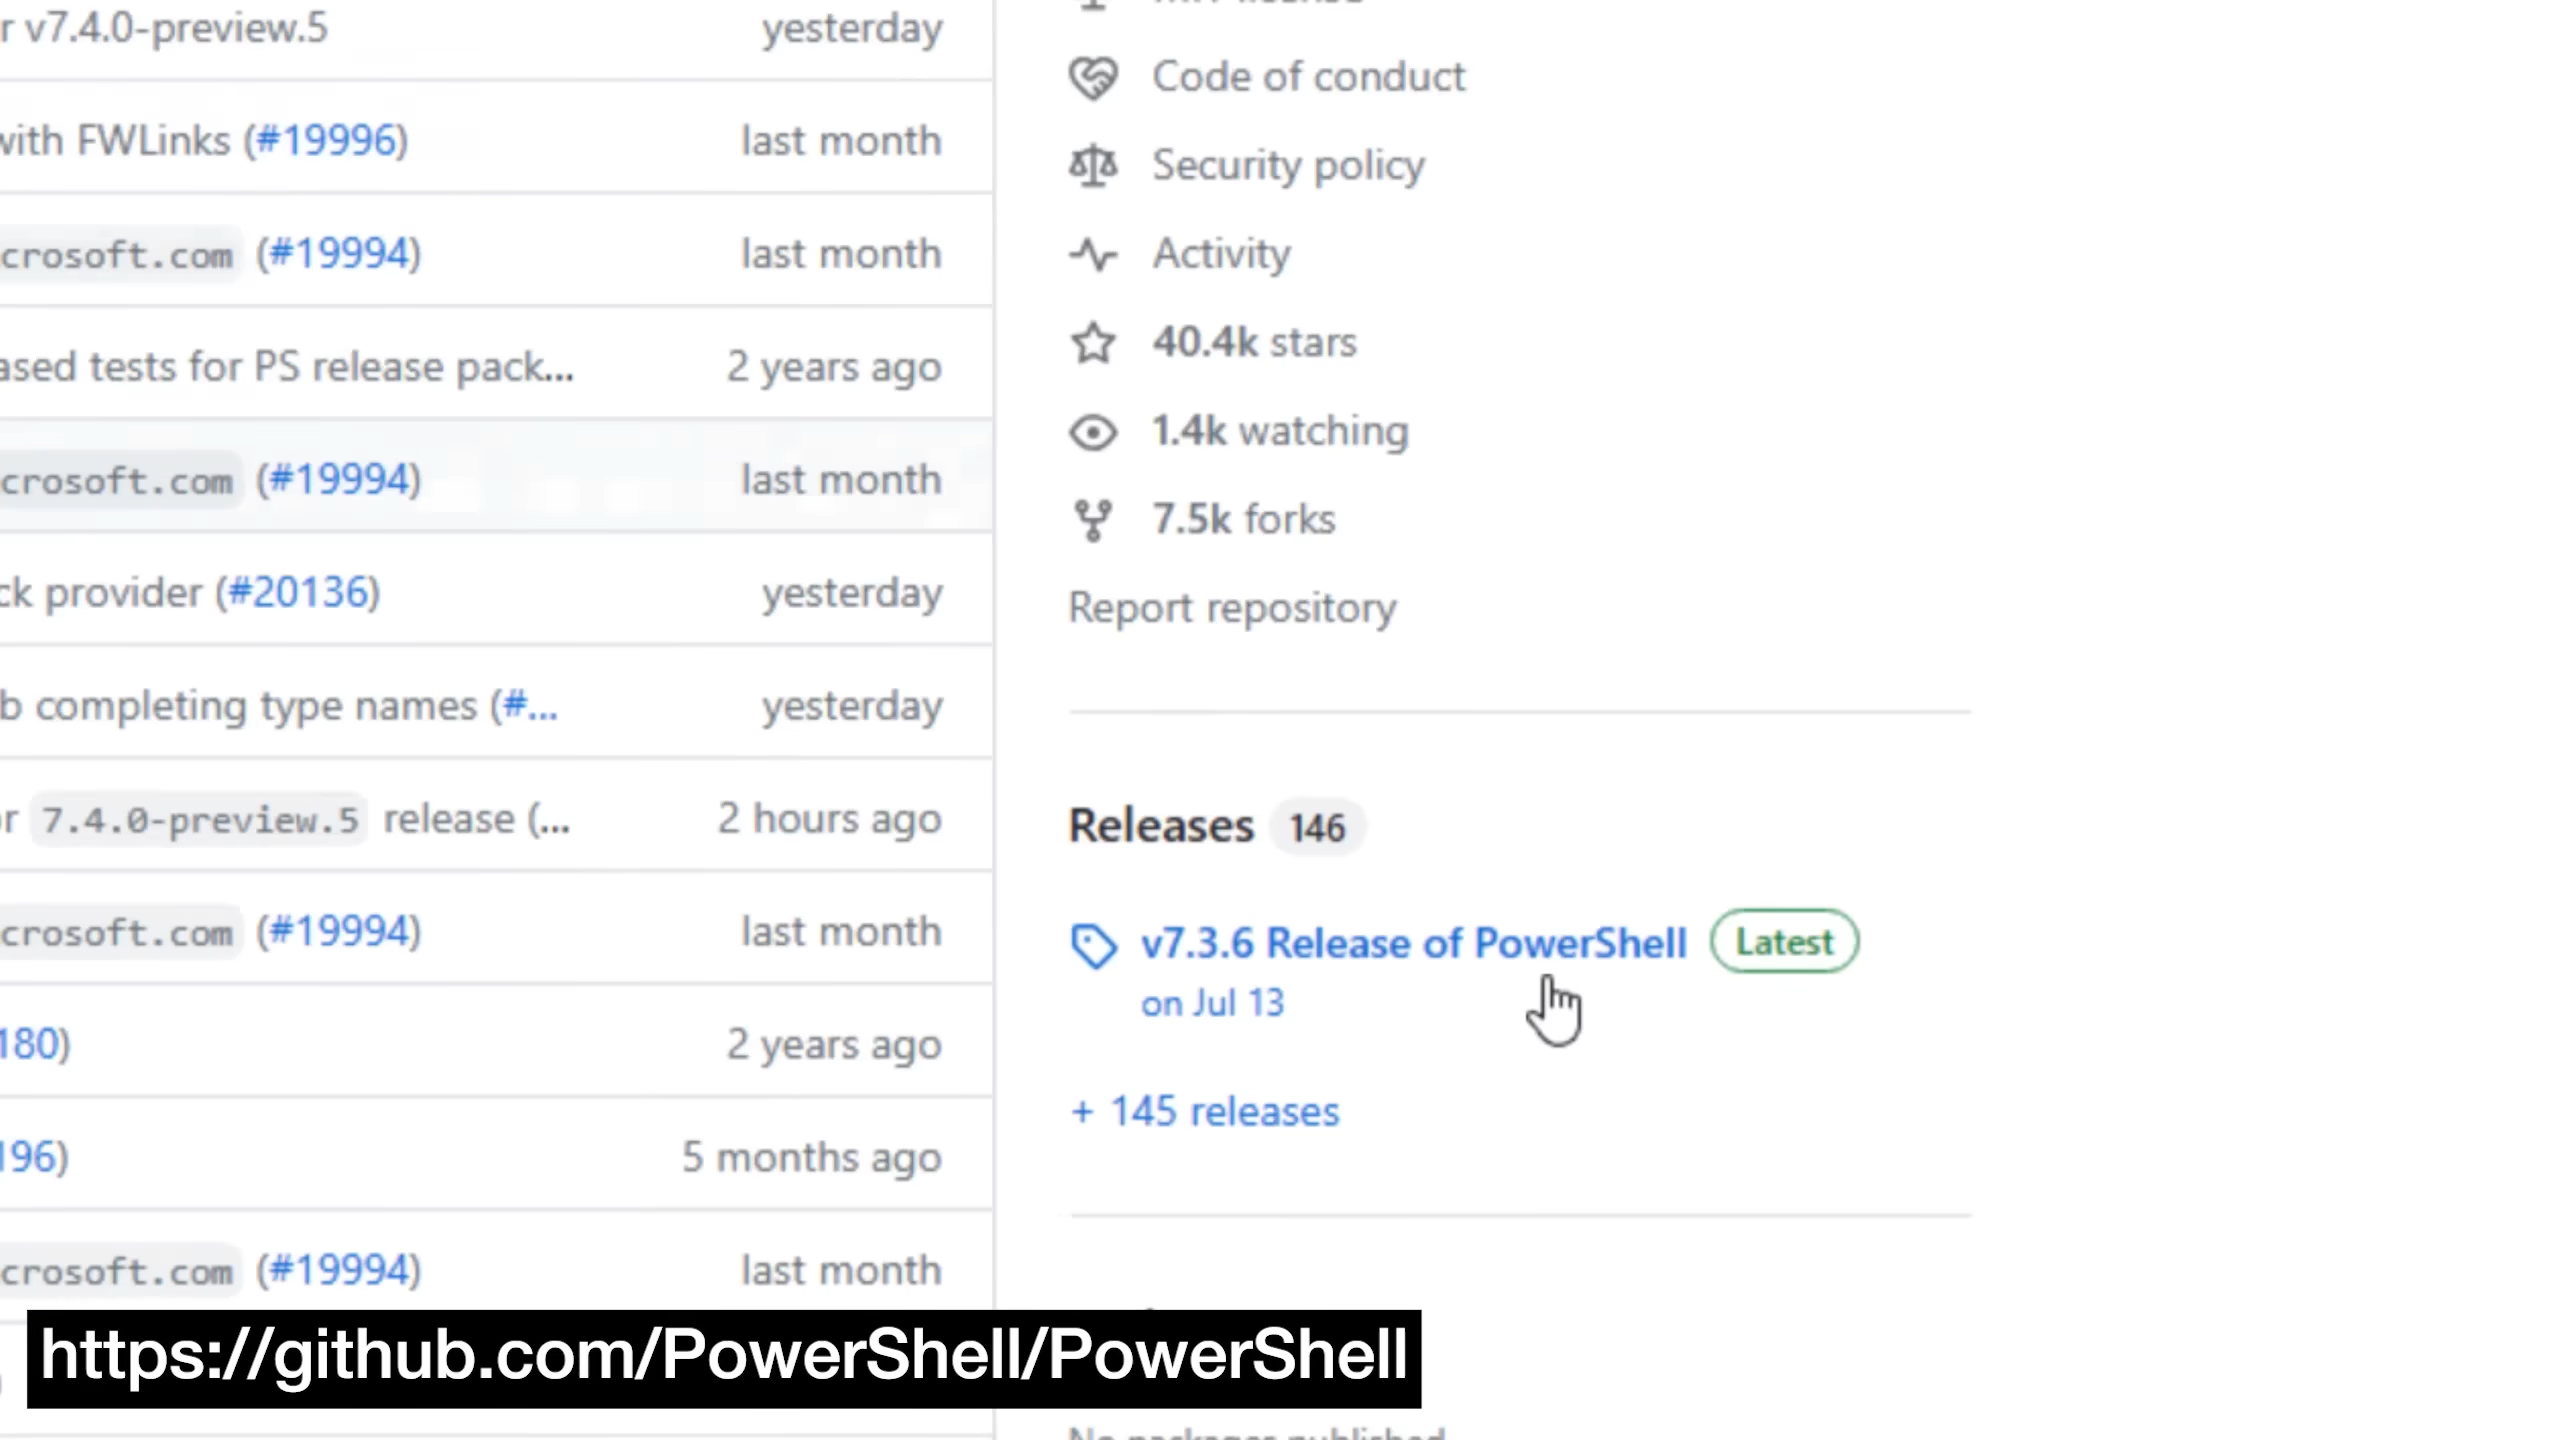 r v7.4.0-preview.5 yesterday
with FWLinks (#19996) last month
crosoft.com (#19994) last month
ased tests for PS release pack... 2 years ago
crosoft.com (#19994) last month
ck provider (#20136) yesterday
b completing type names (#... yesterday
or 7.4.0-preview.5 release (... 2 hours ago
crosoft.com (#19994) last month
180) 2 years ago
196) 5 months ago
crosoft.com (#19994) last month
Code of conduct
Security policy
Activity
40.4k stars
1.4k watching
7.5k forks
Report repository
Releases 146
v7.3.6 Release of PowerShell Latest
on Jul 13
+ 145 releases
https://github.com/PowerShell/PowerShell